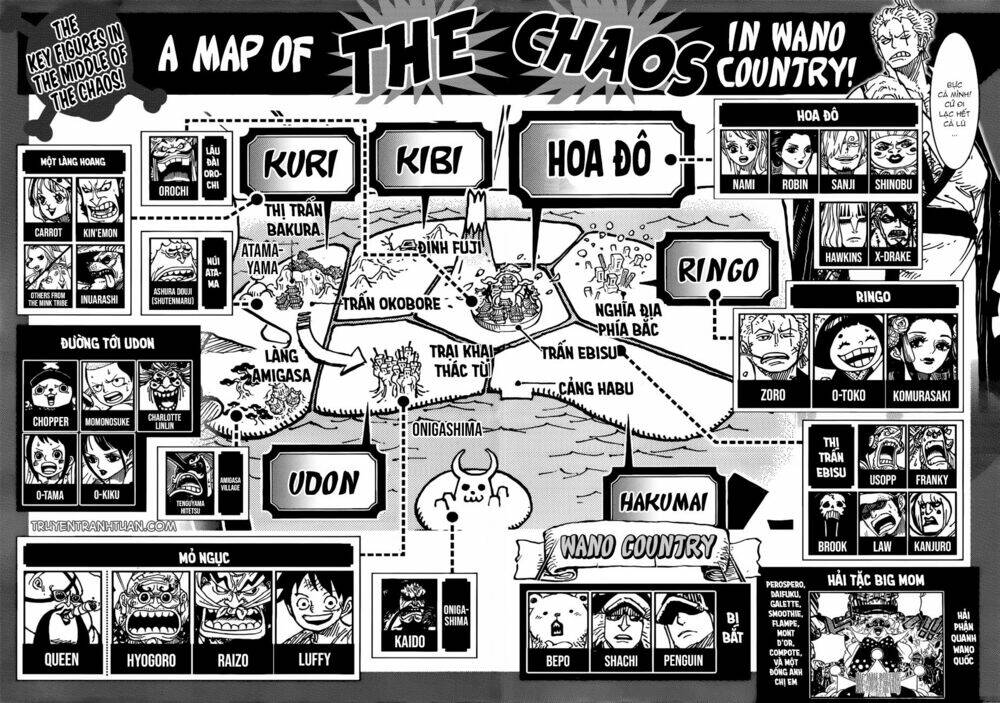 THE
KEY FIGURES IN
THE MIDDLE OF
THE CHAOS!
A MAP OF
THE CHAOS
IN WANO
COUNTRY!
BỰC
CẢ MÌNH!
CỨ ĐI
LẠC HẾT
CẢ LŨ
...
MỘT LÀNG HOANG
CARROT
KIN'EMON
OTHERS FROM
THE MINK TRIBE
INUARASHI
OROCHI
LÂU
ĐÀI
ORO-
CHI
ASHURA DOUJI
(SHUTENMARU)
NÚI
ATA-
MA
KURI
KIBI
HOA ĐÔ
HOA ĐÔ
NAMI
ROBIN
SANJI
SHINOBU
HAWKINS
X-DRAKE
THỊ TRẤN
BAKURA
ATAMA-
YAMA
ĐỈNH FUJI
TRẤN OKOBORE
RINGO
NGHĨA ĐỊA
PHÍA BẮC
RINGO
ZORO
O-TOKO
KOMURASAKI
ĐƯỜNG TỚI UDON
CHOPPER
MOMONOSUKE
CHARLOTTE
LINLIN
O-TAMA
O-KIKU
LÀNG
AMIGASA
TRẠI KHAI
THÁC TÙ
TRẤN EBISU
CẢNG HABU
TENGUYAMA
HITETSU
AMIGASA
VILLAGE
UDON
ONIGASHIMA
HAKUMAI
THỊ
TRẤN
EBISU
USOPP
FRANKY
BROOK
LAW
KANJURO
TRUYENTRANHTUAN.COM
MỎ NGỤC
QUEEN
HYOGORO
RAIZO
LUFFY
KAIDO
ONIGA-
SHIMA
WANO COUNTRY
BEPO
SHACHI
PENGUIN
BỊ
BẮT
HẢI TẶC BIG MOM
PEROSPERO,
DAIFUKU,
GALETTE,
SMOOTHIE,
FLAMPE,
MONT
D'OR,
COMPOTE,
VÀ MỘT
ĐỐNG ANH
CHỊ EM
HẢI
PHẬN
QUANH
WANO
QUỐC